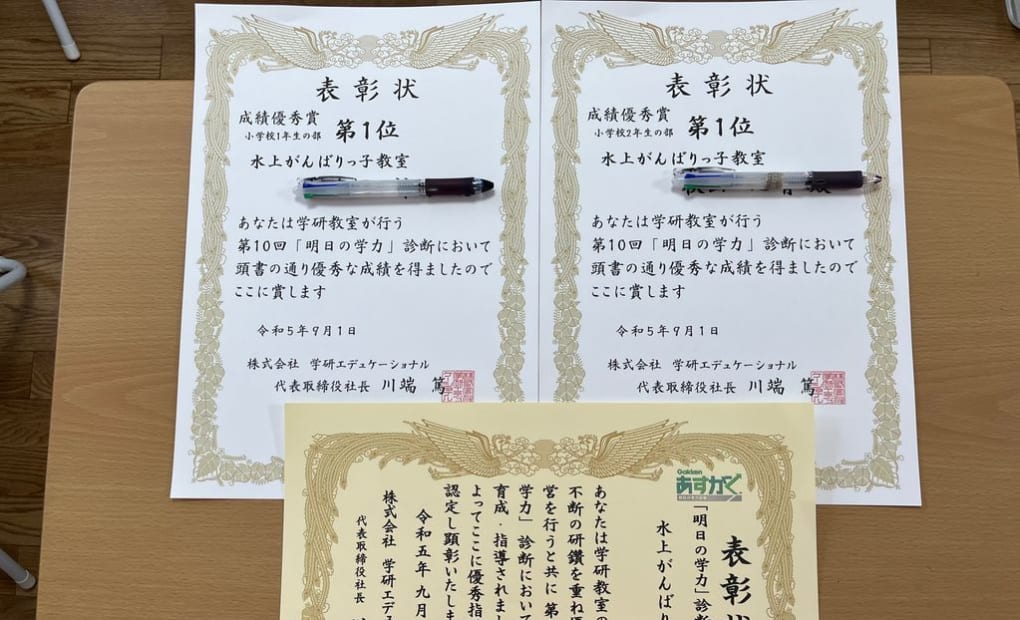 表彰状
成績優秀賞
小学校1年生の部 第1位
水上がんばりっ子教室
あなたは学研教室が行う
第10回「明日の学力」診断において
頭書の通り優秀な成績を得ましたので
ここに賞します
令和5年9月1日
株式会社 学研エデュケーショナル
代表取締役社長 川端 篤
表彰状
成績優秀賞
小学校2年生の部 第1位
水上がんばりっ子教室
殿
あなたは学研教室が行う
第10回「明日の学力」診断において
頭書の通り優秀な成績を得ましたので
ここに賞します
令和5年9月1日
株式会社 学研エデュケーショナル
代表取締役社長 川端 篤
Gakken
あすがく
表彰状
「明日の学力」診断
水上がんばり
あなたは学研教室の
不断の研鑽を重ね
営を行うと共に 第
学力」診断において
育成・指導されまし
よってここに優秀指
認定し顕彰いたしま
令和五年 九月
株式会社 学研エデ
代表取締役社長